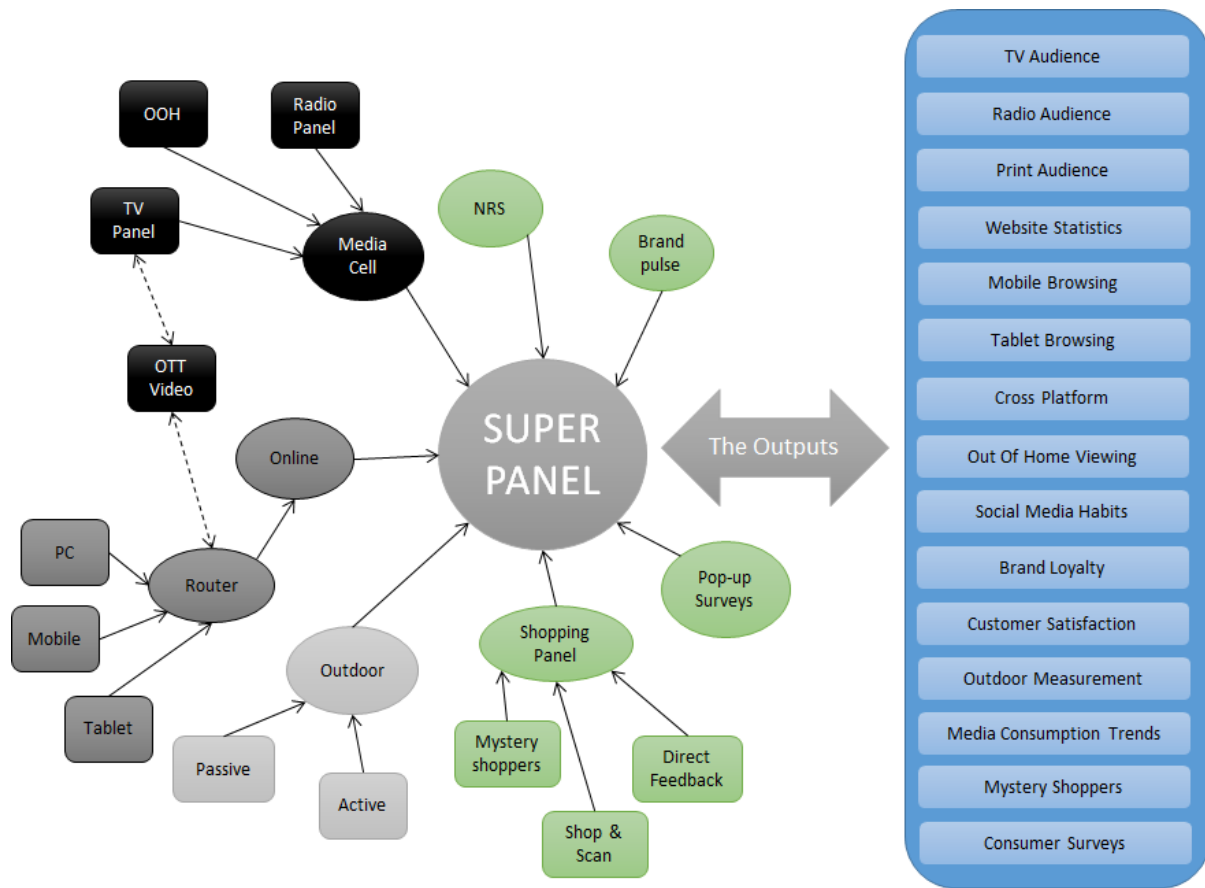 OOH
Radio
Panel
TV
Panel
Media
Cell
NRS
Brand
pulse
OTT
Video
Online
SUPER
PANEL
The Outputs
PC
Router
Mobile
Tablet
Outdoor
Passive
Active
Pop-up
Surveys
Shopping
Panel
Mystery
shoppers
Direct
Feedback
Shop &
Scan
TV Audience
Radio Audience
Print Audience
Website Statistics
Mobile Browsing
Tablet Browsing
Cross Platform
Out Of Home Viewing
Social Media Habits
Brand Loyalty
Customer Satisfaction
Outdoor Measurement
Media Consumption Trends
Mystery Shoppers
Consumer Surveys